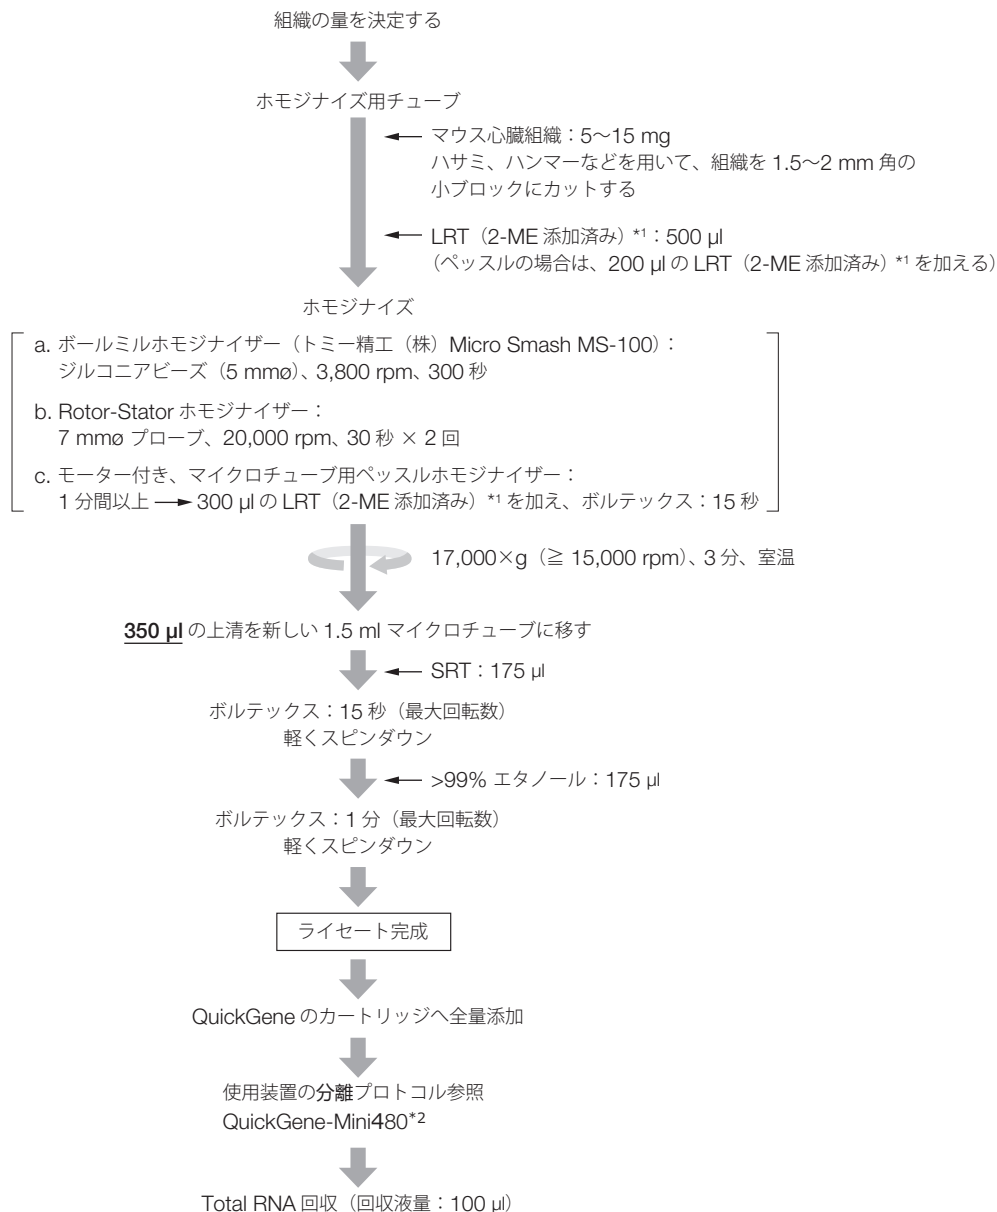 組織の量を決定する
ホモジナイズ用チューブ
マウス心臓組織：5～15 mg
ハサミ、ハンマーなどを用いて、組織を 1.5～2 mm 角の
小ブロックにカットする
LRT（2-ME 添加済み）*1：500 µl
（ペッスルの場合は、200 µl の LRT（2-ME 添加済み）*1 を加える）
ホモジナイズ
a. ボールミルホモジナイザー（トミー精工（株）Micro Smash MS-100）：
ジルコニアビーズ（5 mmø）、3,800 rpm、300 秒
b. Rotor-Stator ホモジナイザー：
7 mmø プローブ、20,000 rpm、30 秒 × 2 回
c. モーター付き、マイクロチューブ用ペッスルホモジナイザー：
1 分間以上 → 300 µl の LRT（2-ME 添加済み）*1 を加え、ボルテックス：15 秒
17,000×g（≧ 15,000 rpm）、3 分、室温
350 µl の上清を新しい 1.5 ml マイクロチューブに移す
SRT：175 µl
ボルテックス：15 秒（最大回転数）
軽くスピンダウン
>99% エタノール：175 µl
ボルテックス：1 分（最大回転数）
軽くスピンダウン
ライセート完成
QuickGene のカートリッジへ全量添加
使用装置の分離プロトコル参照
QuickGene-Mini480*2
Total RNA 回収（回収液量：100 µl）